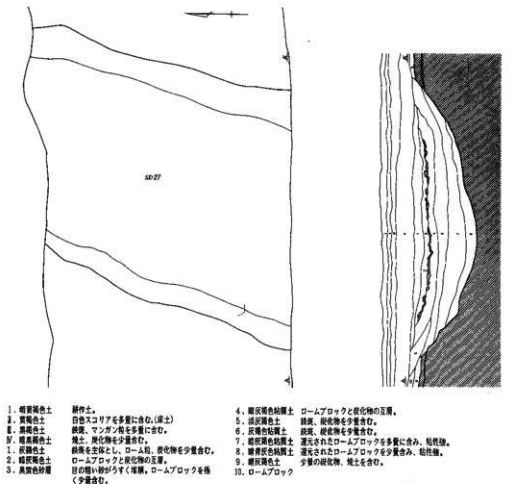 SD27
Ⅰ. 暗黄褐色土 耕作土。
Ⅱ. 黄褐色土 白色スコリアを多量に含む。(床土)
Ⅲ. 黒褐色土 鉄斑、マンガン粒を多量に含む。
Ⅳ. 暗黒褐色土 焼土、炭化物を少量含む。
1. 灰褐色土 鉄斑を主体とし、ローム粒、炭化物を少量含む。
2. 暗灰褐色土 ロームブロックと炭化物の互層。
3. 黒紫色砂層 目の粗い砂がうすく堆積。ロームブロックを極
く少量含む。
4. 暗灰褐色粘質土 ロームブロックと炭化物の互層。
5. 淡灰褐色土 鉄斑、炭化物を少量含む。
6. 灰褐色粘質土 鉄斑、炭化物を少量含む。
7. 暗灰褐色粘質土 還元されたロームブロックを多量に含み、粘性強。
8. 暗青灰色粘質土 還元されたロームブロックを少量含み、粘性強。
9. 暗灰褐色土 少量の炭化物、焼土を含む。
10. ロームブロック